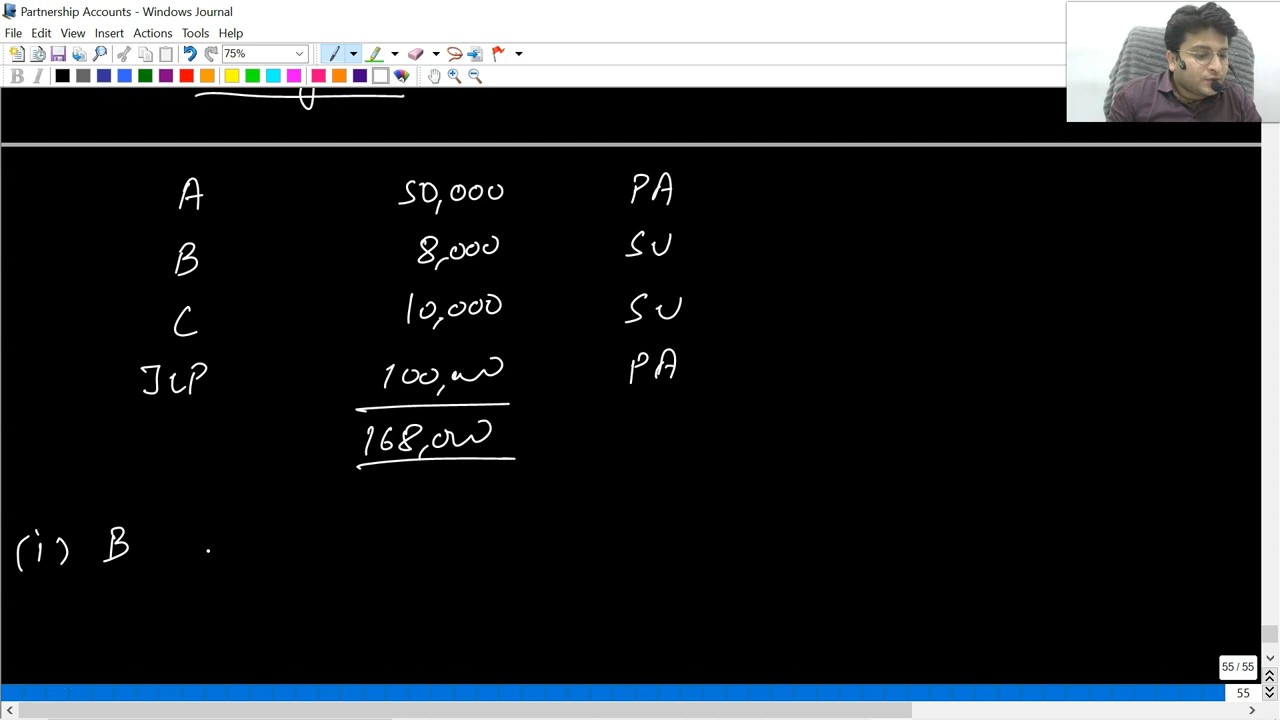 Partnership Accounts - Windows Journal
File Edit View Insert Actions Tools Help
75%
B I
A 50,000 PA
B 8,000 SU
C 10,000 SU
JLP 100,000 PA
168,000
(i) B
55 / 55
55